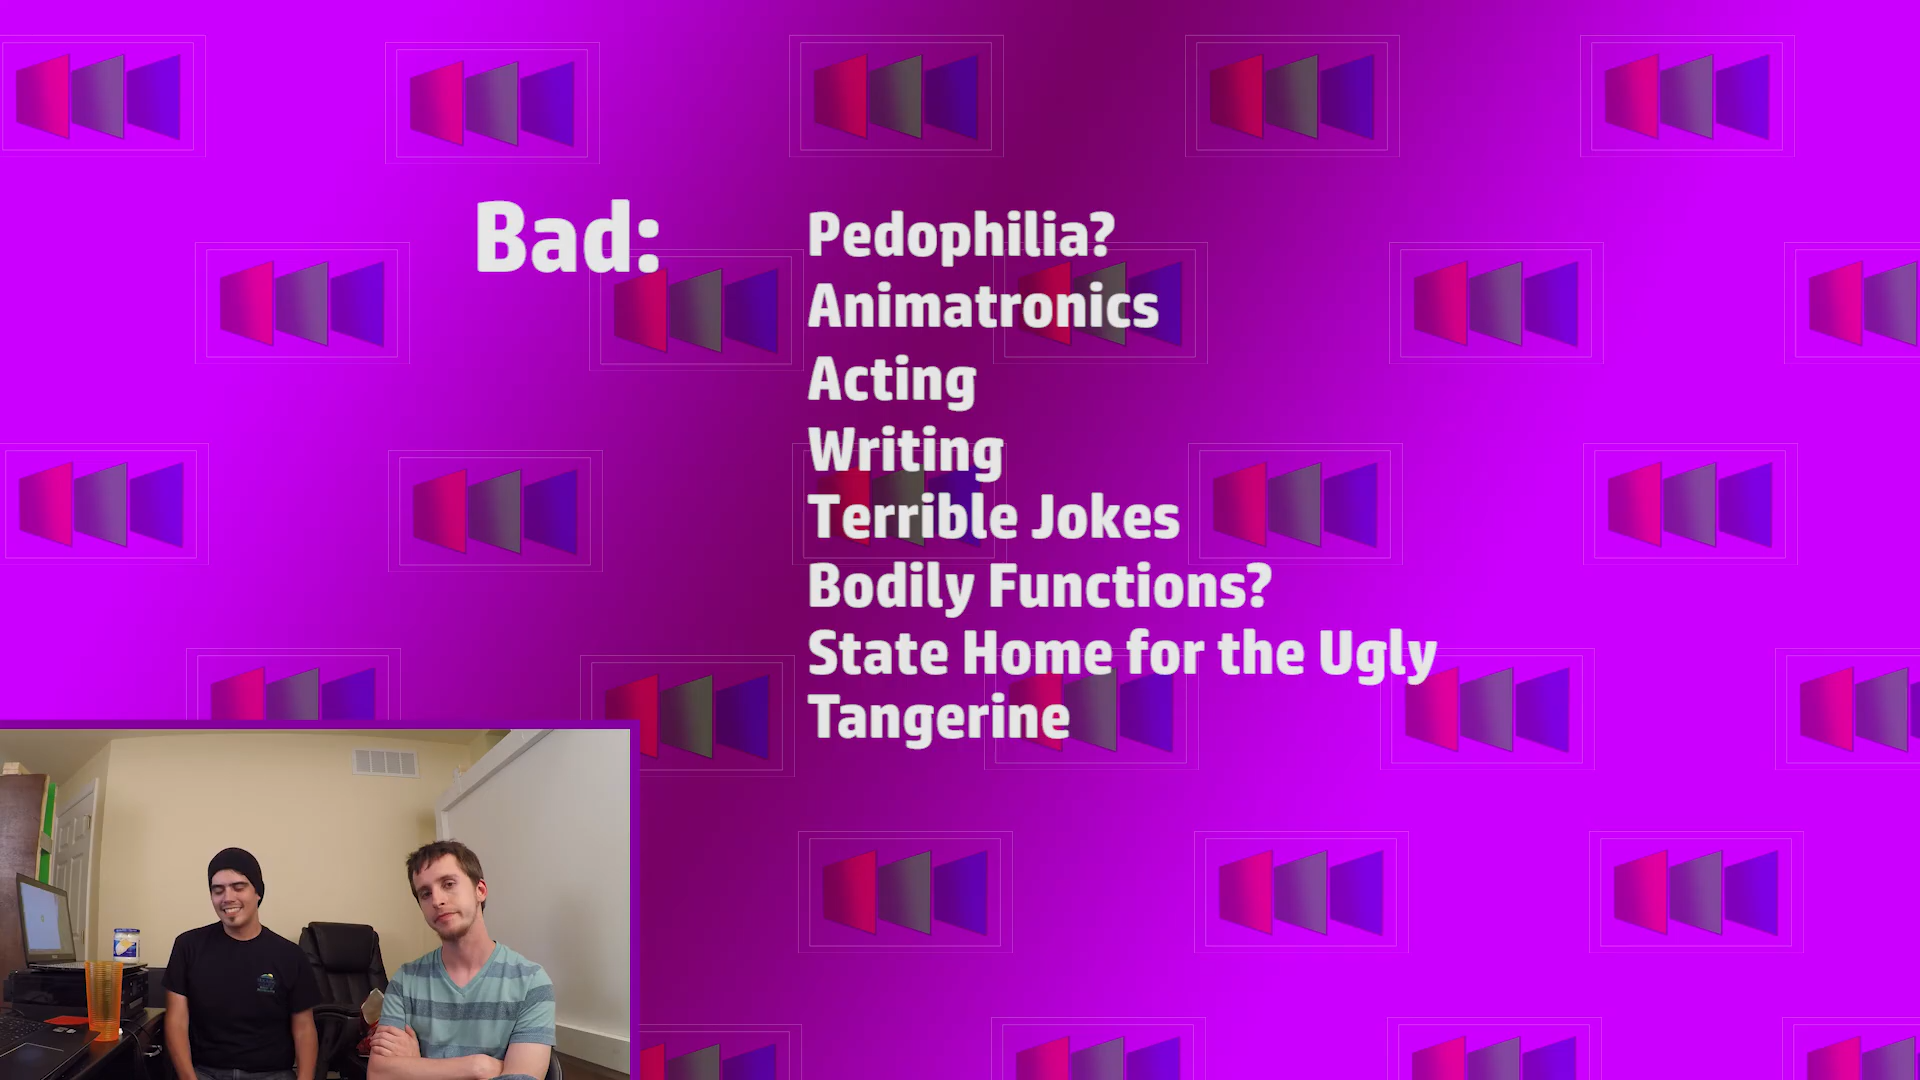 Bad:
Pedophilia?
Animatronics
Acting
Writing
Terrible Jokes
Bodily Functions?
State Home for the Ugly
Tangerine